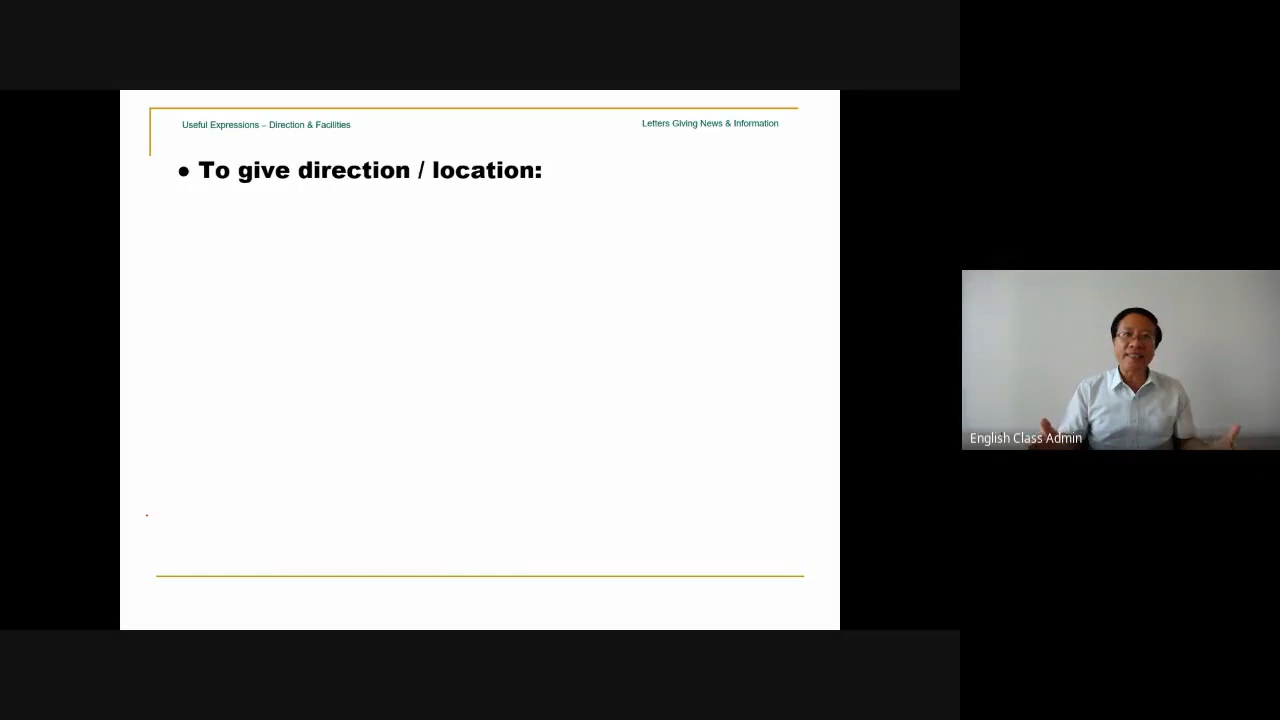 Useful Expressions – Direction & Facilities
Letters Giving News & Information
● To give direction / location:
English Class Admin